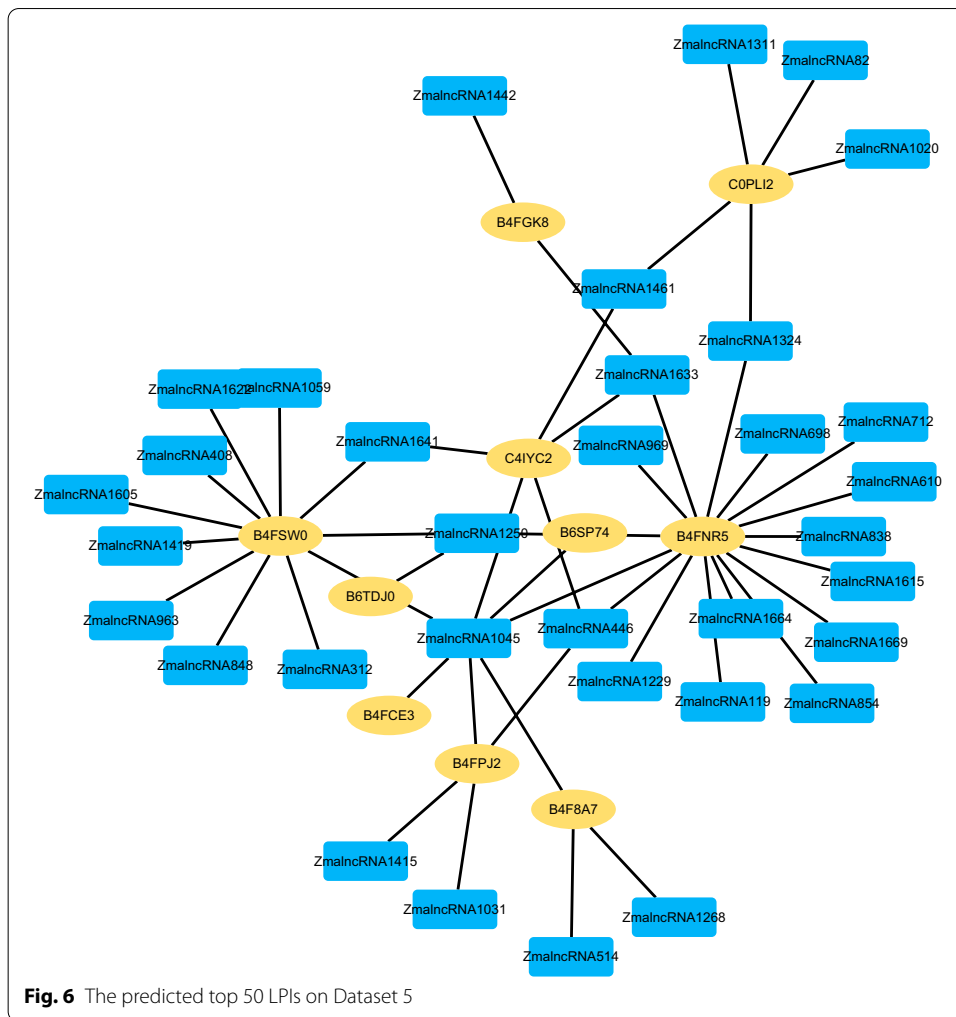 ZmalncRNA1311
ZmalncRNA82
ZmalncRNA1442
ZmalncRNA1020
C0PLI2
B4FGK8
ZmalncRNA1461
ZmalncRNA1324
ZmalncRNA1633
ZmalncRNA1622
ZmalncRNA1059
ZmalncRNA712
ZmalncRNA698
ZmalncRNA1641
ZmalncRNA969
ZmalncRNA408
C4IYC2
ZmalncRNA610
ZmalncRNA1605
B4FSW0
ZmalncRNA1250
B6SP74
B4FNR5
ZmalncRNA838
ZmalncRNA1419
ZmalncRNA1615
B6TDJ0
ZmalncRNA963
ZmalncRNA1045
ZmalncRNA446
ZmalncRNA1664
ZmalncRNA1669
ZmalncRNA848
ZmalncRNA312
ZmalncRNA1229
ZmalncRNA119
ZmalncRNA854
B4FCE3
B4FPJ2
B4F8A7
ZmalncRNA1415
ZmalncRNA1031
ZmalncRNA1268
ZmalncRNA514
Fig. 6 The predicted top 50 LPIs on Dataset 5